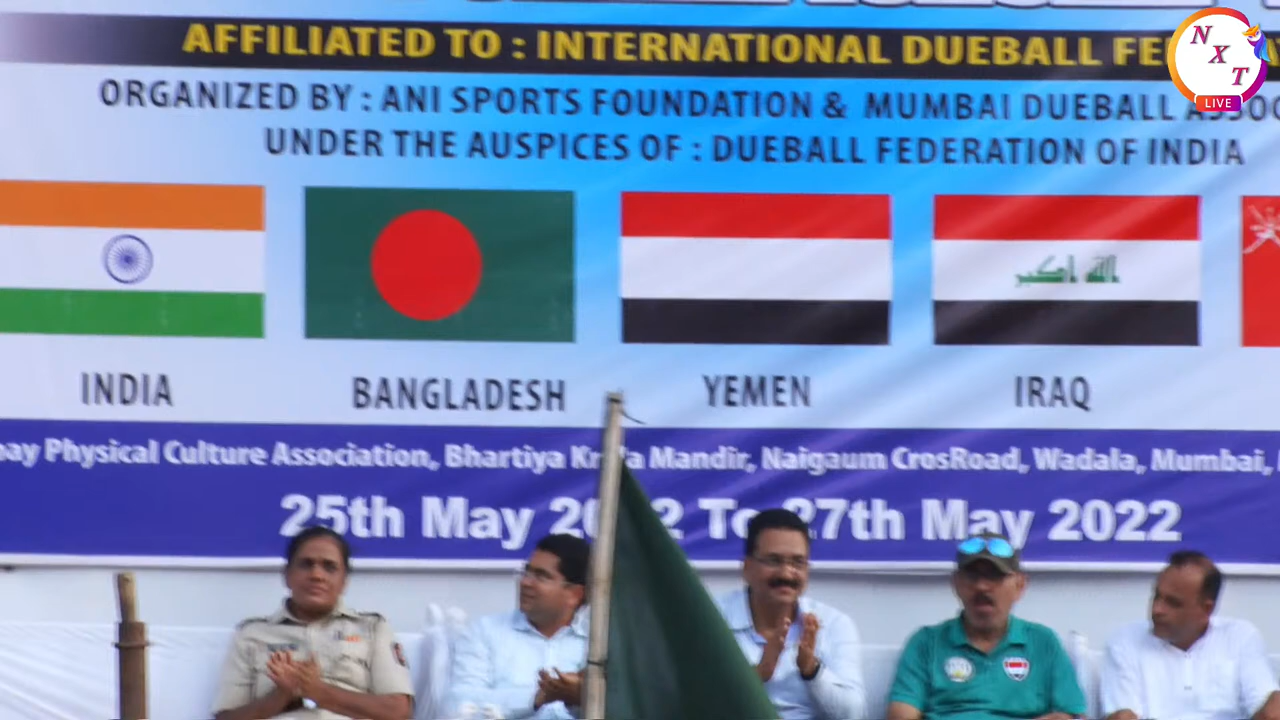 AFFILIATED TO : INTERNATIONAL DUEBALL
ORGANIZED BY : ANI SPORTS FOUNDATION & MUMBAI DUEBALL
UNDER THE AUSPICES OF : DUEBALL FEDERATION OF INDIA
الله اكبر
INDIA BANGLADESH YEMEN IRAQ
Physical Culture Association, Bhartiya Mandir, Naigaum CrosRoad, Wadala, Mumbai,
25th May 2022 To 27th May 2022
NXT
LIVE